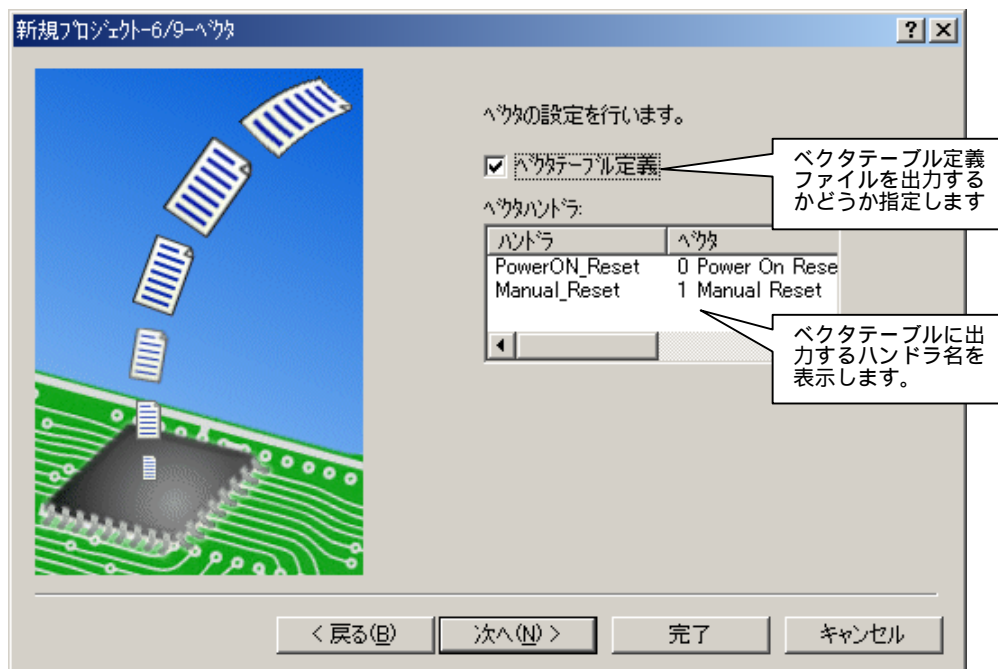 新規ﾌﾟﾛｼﾞｪｸﾄ-6/9-ﾍﾞｸﾀ
ﾍﾞｸﾀの設定を行います。
ﾍﾞｸﾀﾃｰﾌﾞﾙ定義
ベクタテーブル定義
ファイルを出力する
かどうか指定します
ﾍﾞｸﾀﾊﾝﾄﾞﾗ:
ﾊﾝﾄﾞﾗ ﾍﾞｸﾀ
PowerON_Reset 0 Power On Rese
Manual_Reset 1 Manual Reset
ベクタテーブルに出
力するハンドラ名を
表示します。
< 戻る(B) 次へ(N) > 完了 キャンセル